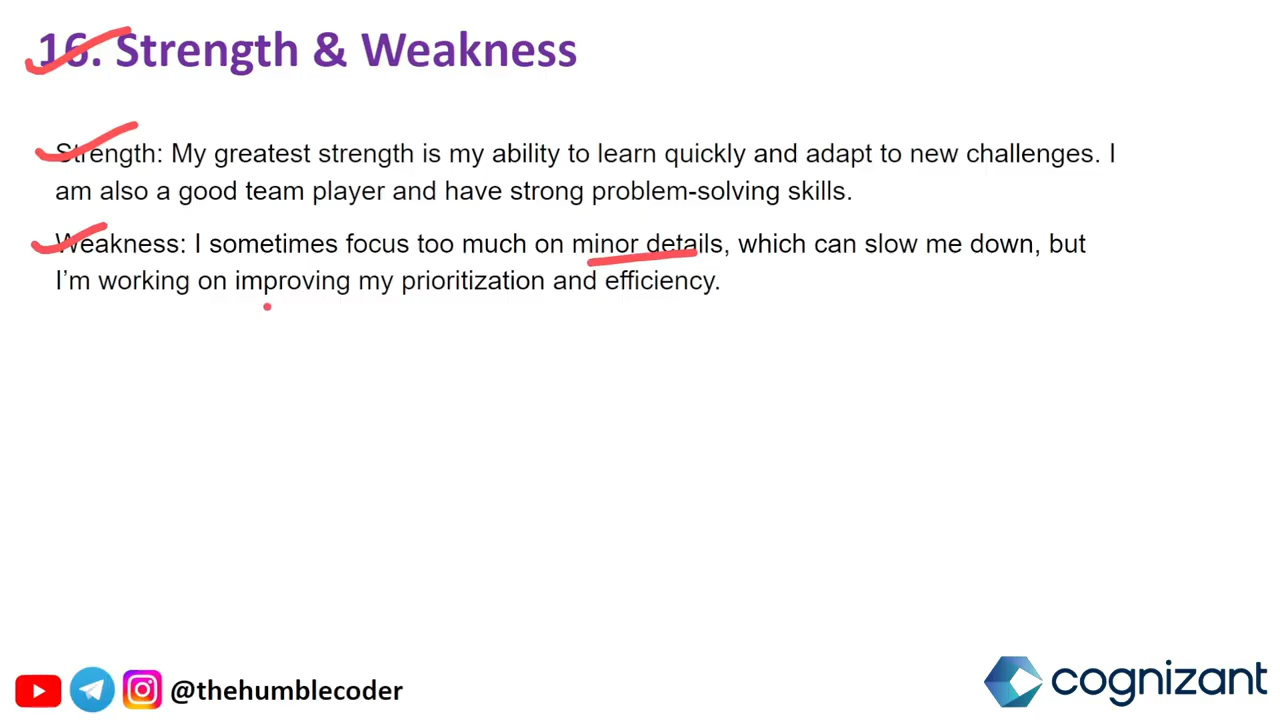 16. Strength & Weakness
Strength: My greatest strength is my ability to learn quickly and adapt to new challenges. I
am also a good team player and have strong problem-solving skills.
Weakness: I sometimes focus too much on minor details, which can slow me down, but
I’m working on improving my prioritization and efficiency.
@thehumblecoder
cognizant